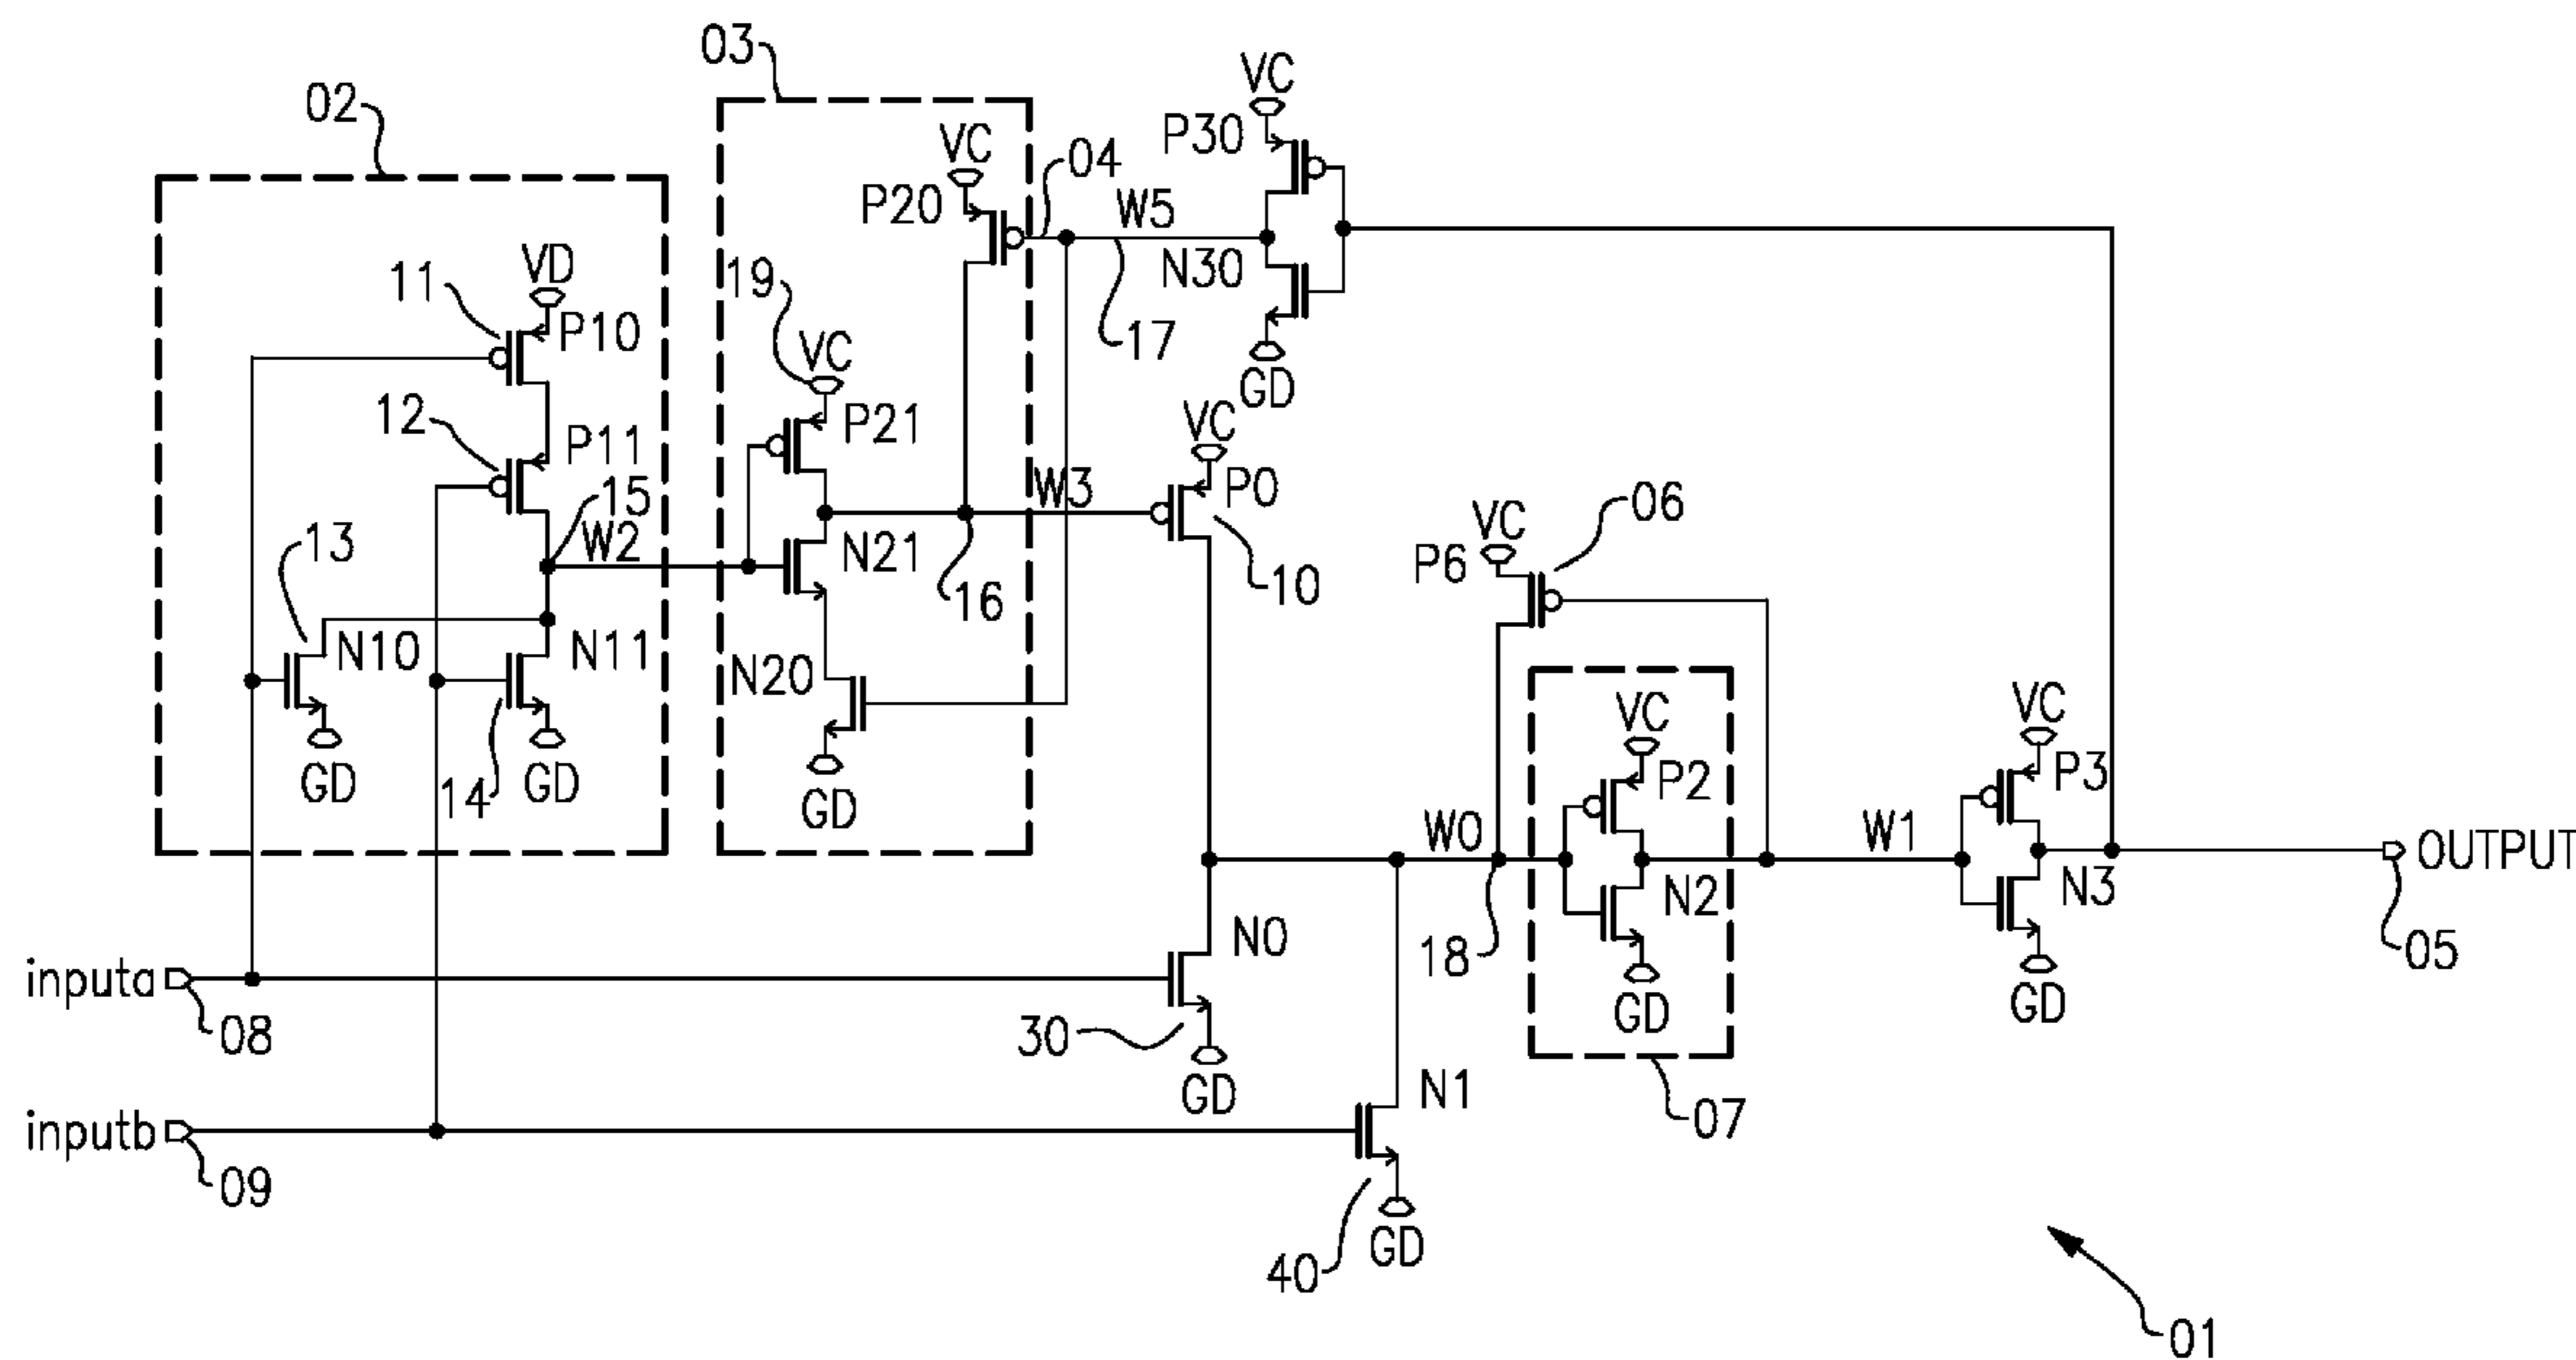 03
VC
02
P30
VC
04
P20
W5
VD
N30
11
19
P10
17
VC
GD
12
P11
P21
VC
15
W3
P0
06
VC
W2
13
N21
P6
16
10
N10
N11
N20
VC
VC
P2
P3
GD
14
GD
GD
W0
W1
OUTPUT
N2
N3
N0
18
05
inputa
GD
GD
08
30
GD
N1
inputb
07
09
GD
40
01